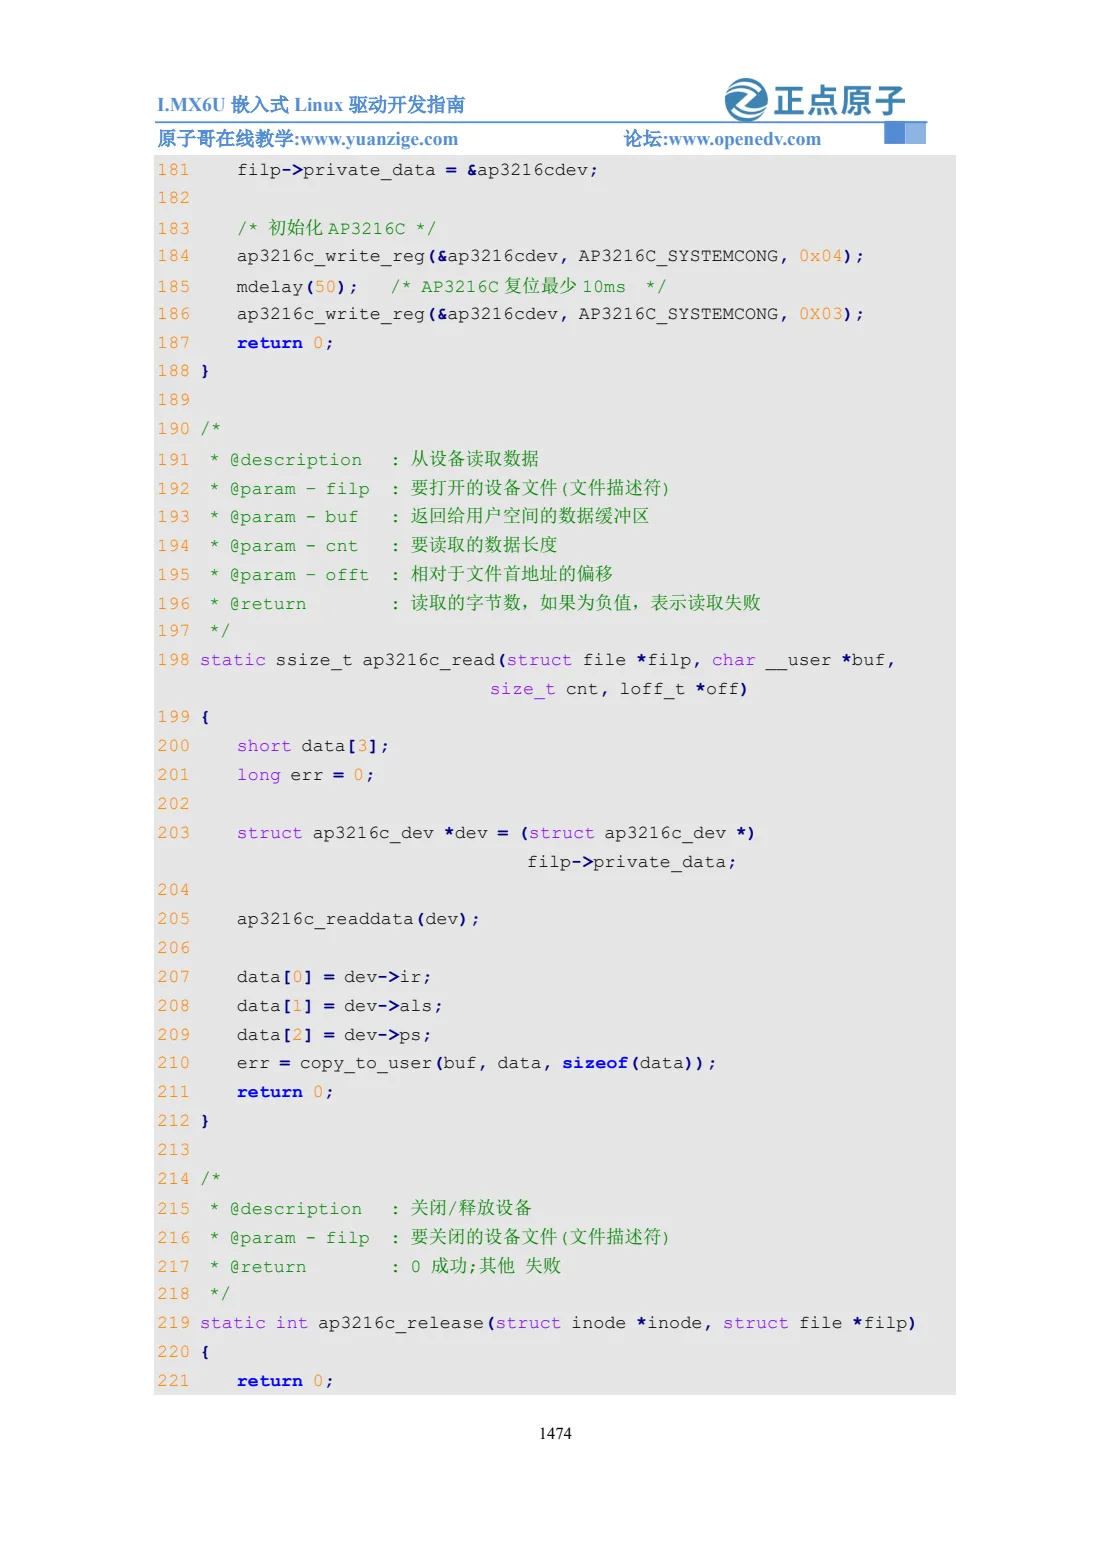 I.MX6U 嵌入式 Linux 驱动开发指南
正点原子
原子哥在线教学:www.yuanzige.com 论坛:www.openedv.com
181 filp->private_data = &ap3216cdev;
182
183 /* 初始化 AP3216C */
184 ap3216c_write_reg(&ap3216cdev, AP3216C_SYSTEMCONG, 0x04);
185 mdelay(50); /* AP3216C 复位最少 10ms */
186 ap3216c_write_reg(&ap3216cdev, AP3216C_SYSTEMCONG, 0X03);
187 return 0;
188 }
189
190 /*
191 * @description : 从设备读取数据
192 * @param – filp : 要打开的设备文件(文件描述符)
193 * @param - buf : 返回给用户空间的数据缓冲区
194 * @param - cnt : 要读取的数据长度
195 * @param – offt : 相对于文件首地址的偏移
196 * @return : 读取的字节数，如果为负值，表示读取失败
197 */
198 static ssize_t ap3216c_read(struct file *filp, char __user *buf,
size_t cnt, loff_t *off)
199 {
200 short data[3];
201 long err = 0;
202
203 struct ap3216c_dev *dev = (struct ap3216c_dev *)
filp->private_data;
204
205 ap3216c_readdata(dev);
206
207 data[0] = dev->ir;
208 data[1] = dev->als;
209 data[2] = dev->ps;
210 err = copy_to_user(buf, data, sizeof(data));
211 return 0;
212 }
213
214 /*
215 * @description : 关闭/释放设备
216 * @param - filp : 要关闭的设备文件(文件描述符)
217 * @return : 0 成功;其他 失败
218 */
219 static int ap3216c_release(struct inode *inode, struct file *filp)
220 {
221 return 0;
1474